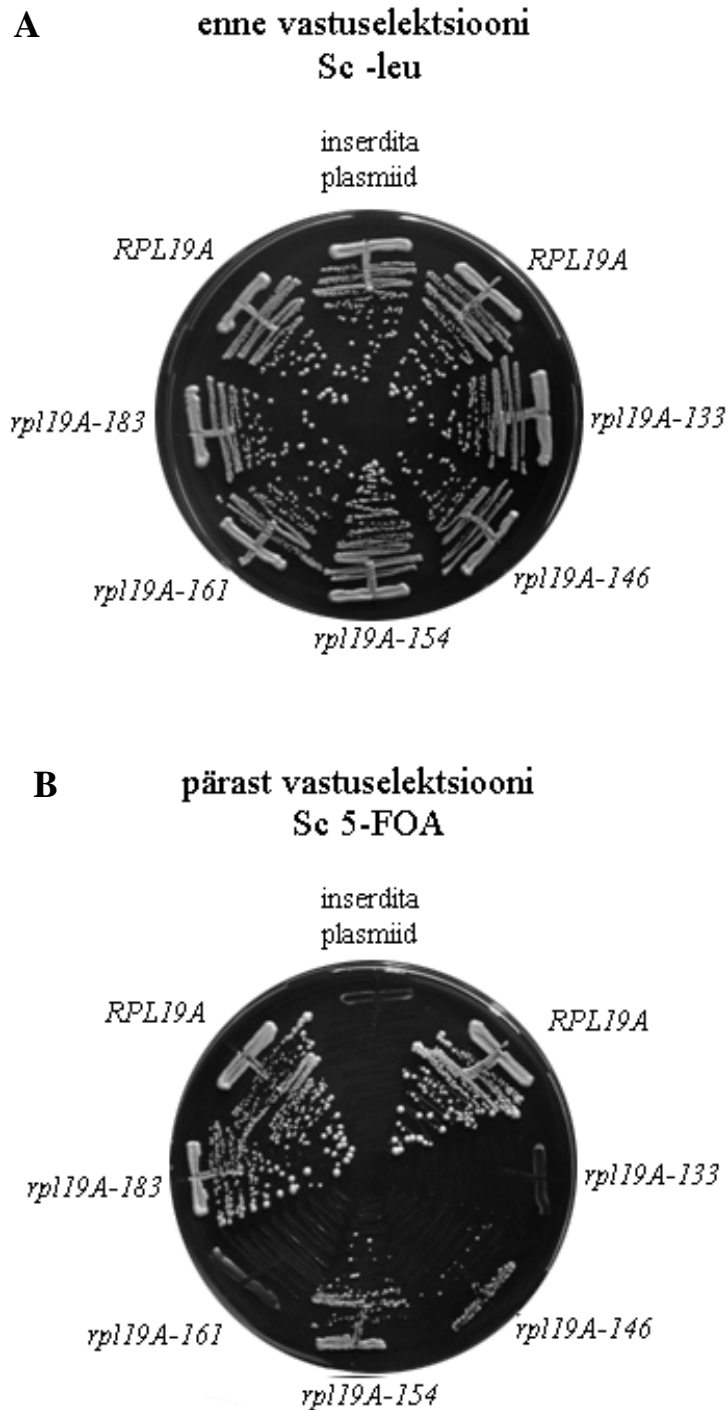 A
enne vastuselektsiooni
Sc -leu
inserdita
plasmiid
RPL19A
RPL19A
rpl19A-183
rpl19A-133
rpl19A-161
rpl19A-146
rpl19A-154
B
pärast vastuselektsiooni
Sc 5-FOA
inserdita
plasmiid
RPL19A
RPL19A
rpl19A-183
rpl19A-133
rpl19A-161
rpl19A-146
rpl19A-154